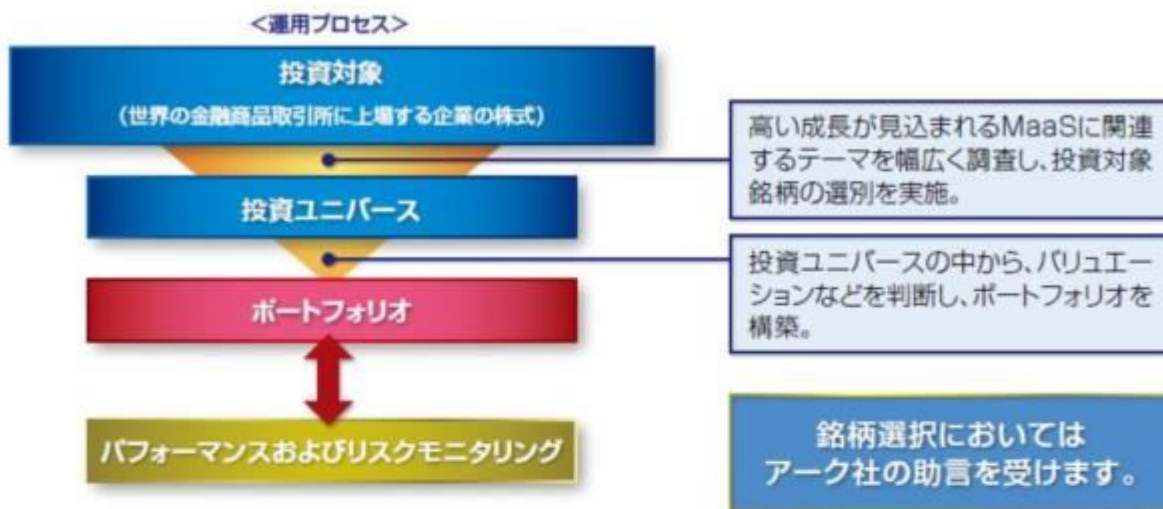 ＜運用プロセス＞
投資対象
（世界の金融商品取引所に上場する企業の株式）
高い成長が見込まれるMaaSに関連
するテーマを幅広く調査し、投資対象
銘柄の選別を実施。
投資ユニバース
投資ユニバースの中から、バリュエー
ションなどを判断し、ポートフォリオを
構築。
ポートフォリオ
パフォーマンスおよびリスクモニタリング
銘柄選択においては
アーク社の助言を受けます。